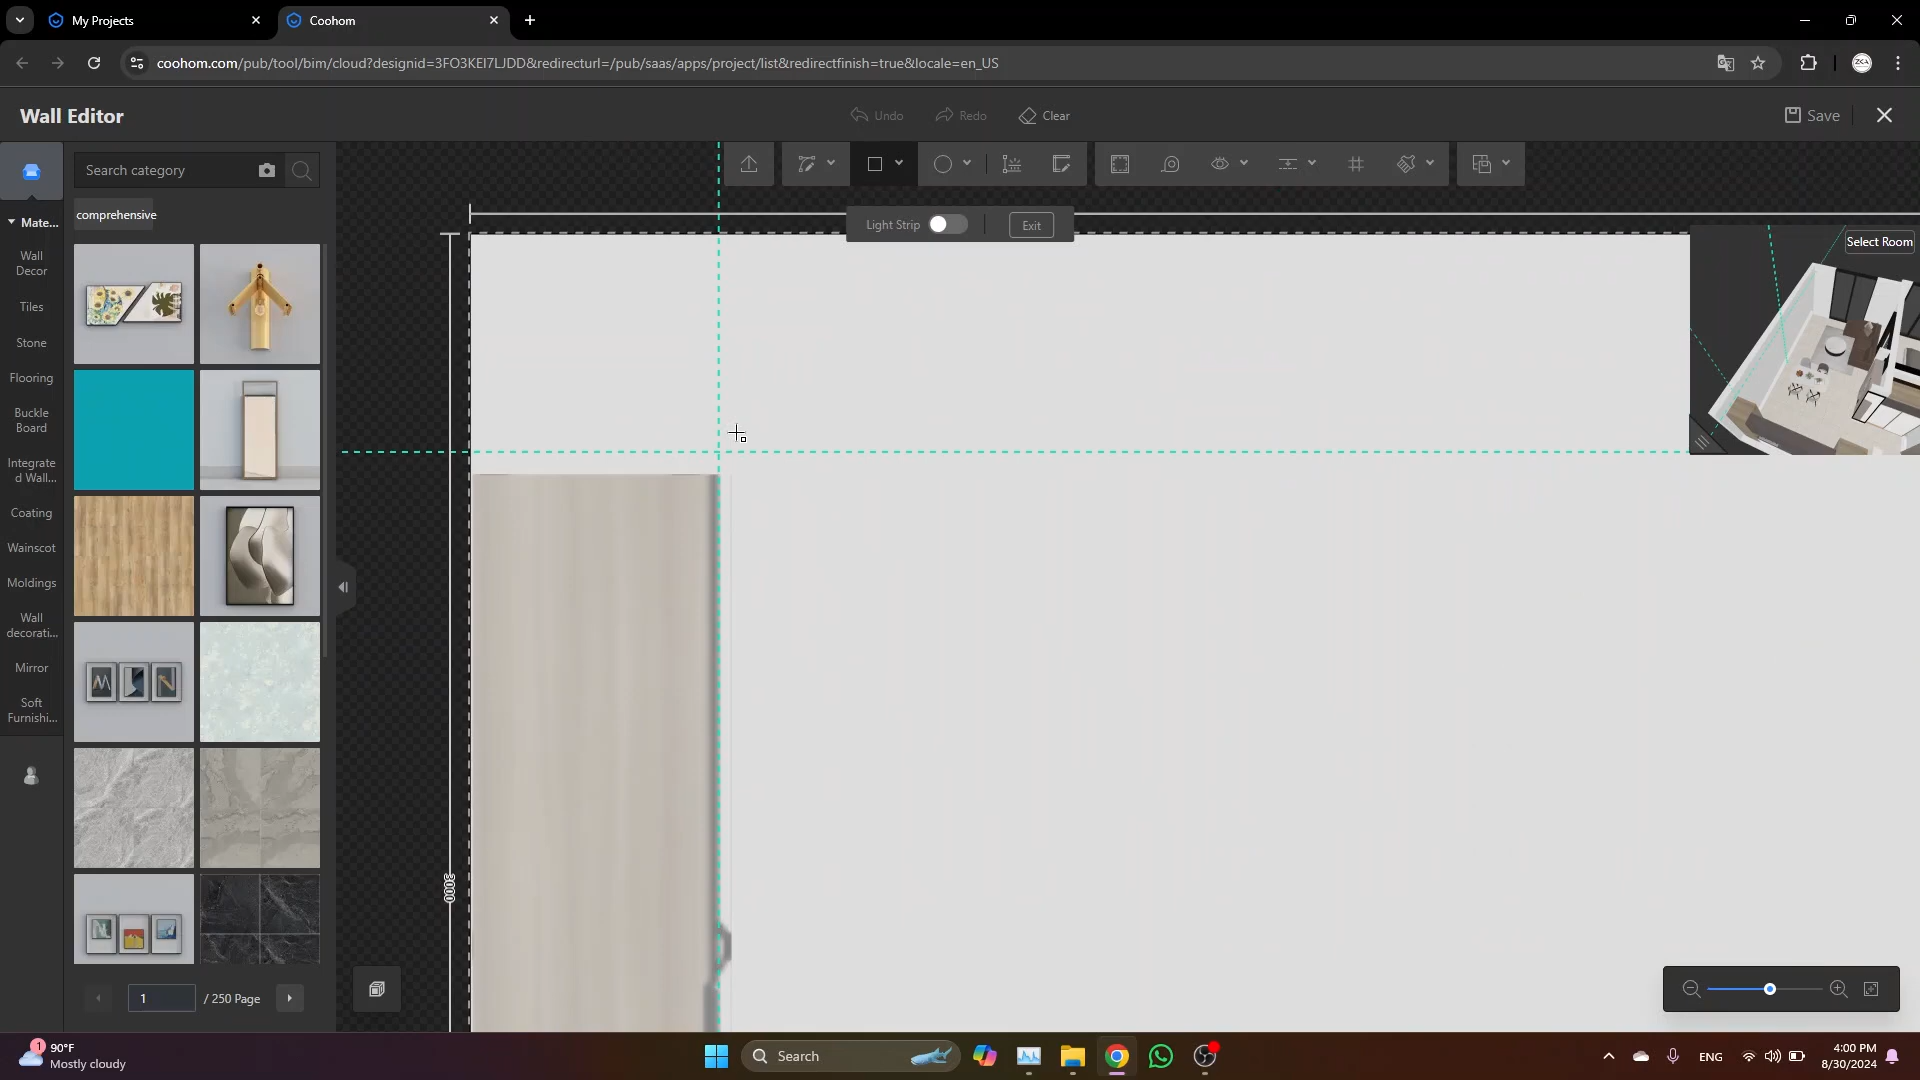 My Projects
Coohom
coohom.com/pub/tool/bim/cloud?designid=3FO3KEI7LJDD&redirecturl=/pub/saas/apps/project/list&redirectfinish=true&locale=en_US
ZKA
Wall Editor
Undo
Redo
Clear
Save
Search category
Mate...
comprehensive
Light Strip
Exit
Select Room
Wall
Decor
Tiles
Stone
Flooring
Buckle
Board
Integrate
d Wall...
Coating
Wainscot
Moldings
Wall
decorati...
Mirror
Soft
Furnishi...
3000
1
/ 250 Page
1
90°F
Mostly cloudy
Search
ENG
4:00 PM
8/30/2024